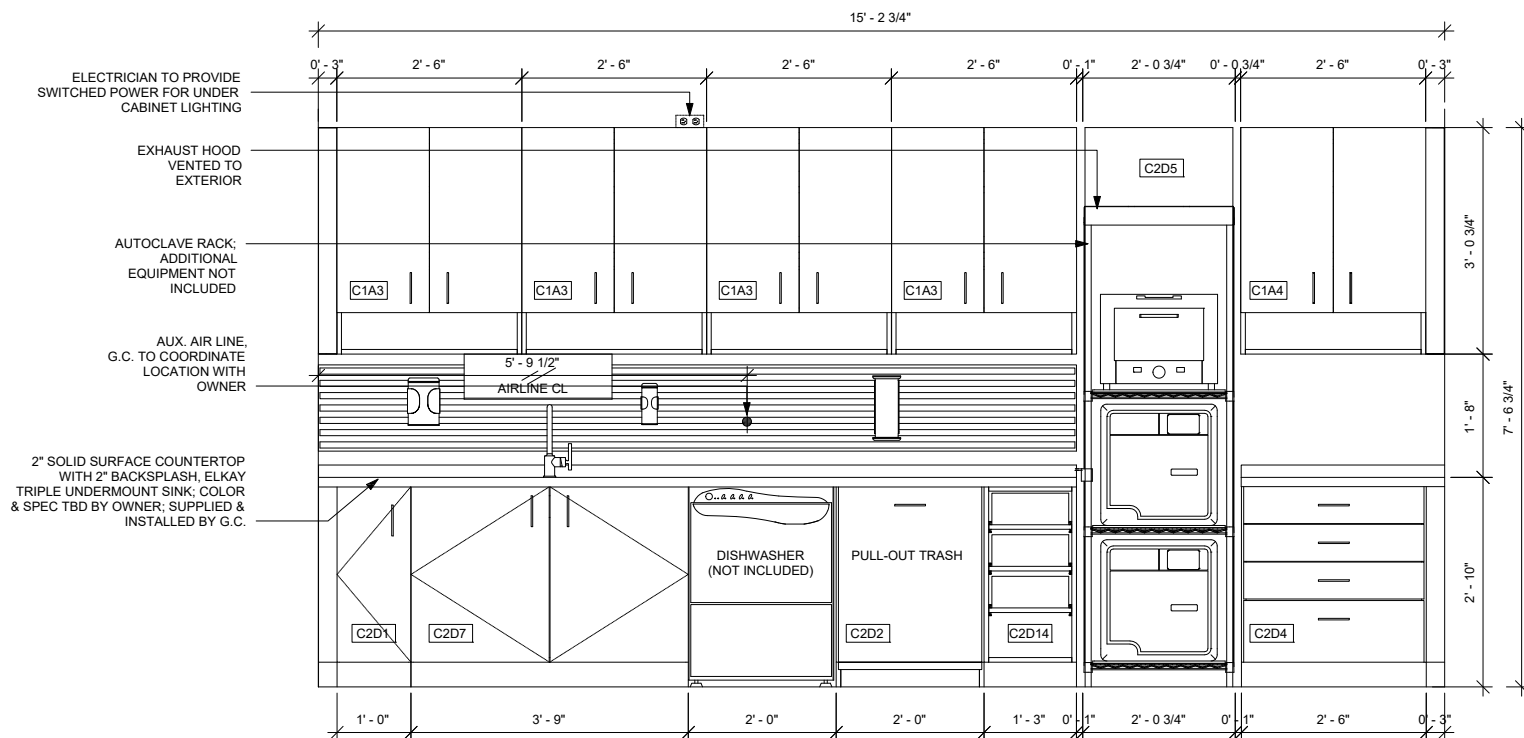 15' - 2 3/4"
0' - 3"
2' - 6"
2' - 6"
2' - 6"
2' - 6"
0' - 1"
2' - 0 3/4"
0' - 0 3/4"
2' - 6"
0' - 3"
ELECTRICIAN TO PROVIDE
SWITCHED POWER FOR UNDER
CABINET LIGHTING
EXHAUST HOOD
VENTED TO
EXTERIOR
AUTOCLAVE RACK;
ADDITIONAL
EQUIPMENT NOT
INCLUDED
AUX. AIR LINE,
G.C. TO COORDINATE
LOCATION WITH
OWNER
2" SOLID SURFACE COUNTERTOP
WITH 2" BACKSPLASH, ELKAY
TRIPLE UNDERMOUNT SINK; COLOR
& SPEC TBD BY OWNER; SUPPLIED &
INSTALLED BY G.C.
C2D5
C1A3
C1A3
C1A3
C1A3
C1A4
5' - 9 1/2"
AIRLINE CL
DISHWASHER
(NOT INCLUDED)
PULL-OUT TRASH
C2D1
C2D7
C2D2
C2D14
C2D4
3' - 0 3/4"
1' - 8"
2' - 10"
7' - 6 3/4"
1' - 0"
3' - 9"
2' - 0"
2' - 0"
1' - 3"
0' - 1"
2' - 0 3/4"
0' - 1"
2' - 6"
0' - 3"